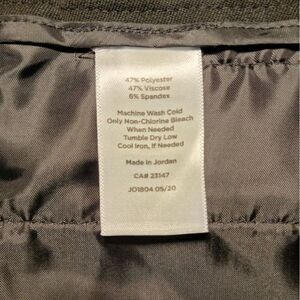 47% Polyester
47% Viscose
6% Spandex
Machine Wash Cold
Only Non-Chlorine Bleach
When Needed
Tumble Dry Low
Cool Iron, If Needed
Made in Jordan
CA# 23147
JO1804 05/20